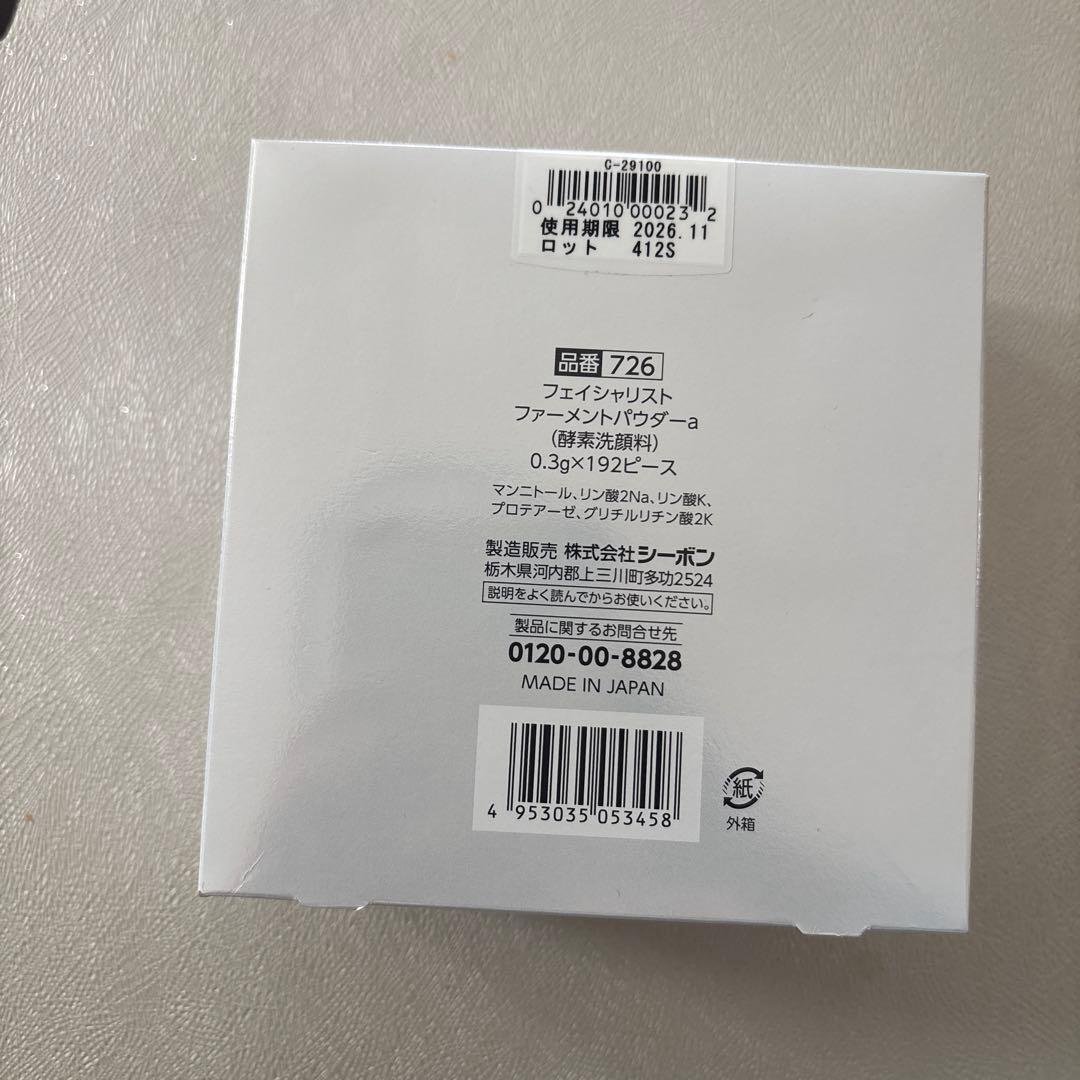 C-29100
0 24010 00023 2
使用期限 2026.11
ロット 412S
品番 726
フェイシャリスト
ファーメントパウダーa
(酵素洗顔料)
0.3g×192ピース
マンニトール、リン酸2Na、リン酸K、
プロテアーゼ、グリチルリチン酸2K
製造販売 株式会社シーボン
栃木県河内郡上三川町多功2524
説明をよく読んでからお使いください。
製品に関するお問合せ先
0120-00-8828
MADE IN JAPAN
4 953035 053458
紙
外箱